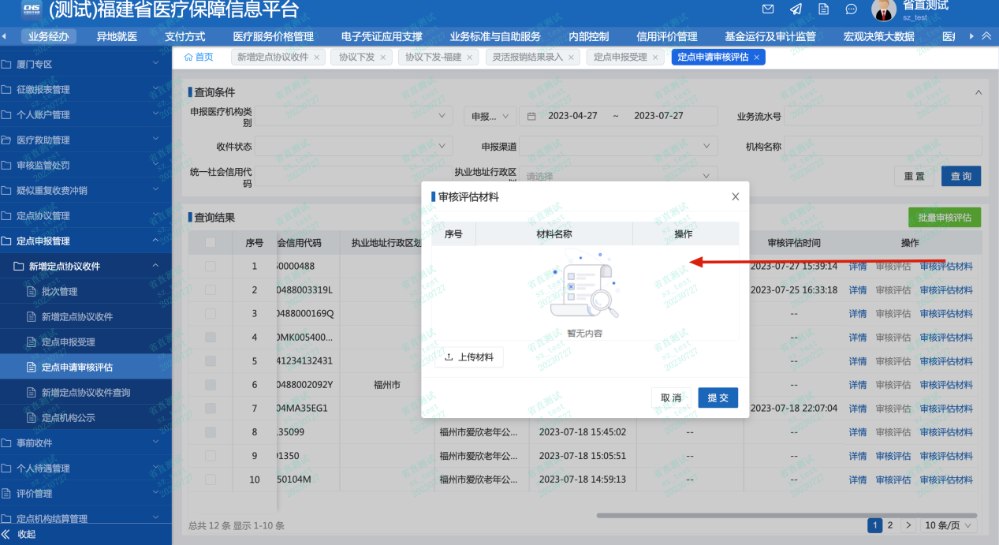 CHS (测试)福建省医疗保障信息平台 省直测试
sz_test
业务经办 异地就医 支付方式 医疗服务价格管理 电子凭证应用支撑 业务标准与自助服务 内部控制 信用评价管理 基金运行及审计监管 宏观决策大数据
首页 新增定点协议收件 × 协议下发 × 协议下发-福建 × 灵活报销结果录入 × 定点申报受理 × 定点申请审核评估 ×
厦门专区
征缴报表管理
个人账户管理
医疗救助管理
审核监管处罚
疑似重复收费冲销
定点协议管理
定点申报管理
新增定点协议收件
批次管理
新增定点协议收件
定点申报受理
定点申请审核评估
新增定点协议收件查询
定点机构公示
事前收件
个人待遇管理
评价管理
定点机构结算管理
收起
查询条件
申报医疗机构类别 申报... 2023-04-27 ~ 2023-07-27 业务流水号
收件状态 申报渠道 机构名称
统一社会信用代码 执业地址行政区 请选择 重 置 查 询
查询结果 批量审核评估
序号 会信用代码 执业地址行政区划 审核评估时间 操作
1 60000488 2023-07-27 15:39:14 详情 审核评估 审核评估材料
2 0488003319L 2023-07-25 16:33:18 详情 审核评估 审核评估材料
3 0488000169Q -- 详情 审核评估 审核评估材料
4 0MK005400... -- 详情 审核评估 审核评估材料
5 41234132431 -- 详情 审核评估 审核评估材料
6 0488002092Y 福州市 -- 详情 审核评估 审核评估材料
7 04MA35EG1 2023-07-18 22:07:04 详情 审核评估 审核评估材料
8 .35099 福州市爱欣老年公... 2023-07-18 15:45:02 -- -- 详情 审核评估 审核评估材料
9 01350 福州市爱欣老年公... 2023-07-18 15:05:51 -- -- 详情 审核评估 审核评估材料
10 50104M 福州市爱欣老年公... 2023-07-18 14:59:13 -- -- 详情 审核评估 审核评估材料
总共 12 条 显示 1-10 条 1 2 > 10 条/页
审核评估材料
序号 材料名称 操作
暂无内容
上传材料
取 消 提 交
省直测试
sz_test
20230727